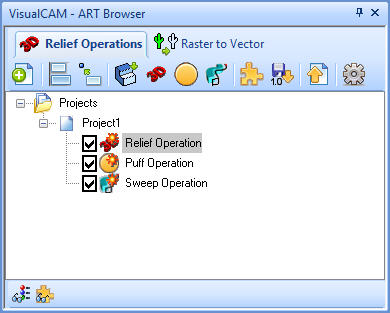 VisualCAM - ART Browser
Relief Operations Raster to Vector
1.0
Projects
Project1
Relief Operation
Puff Operation
Sweep Operation